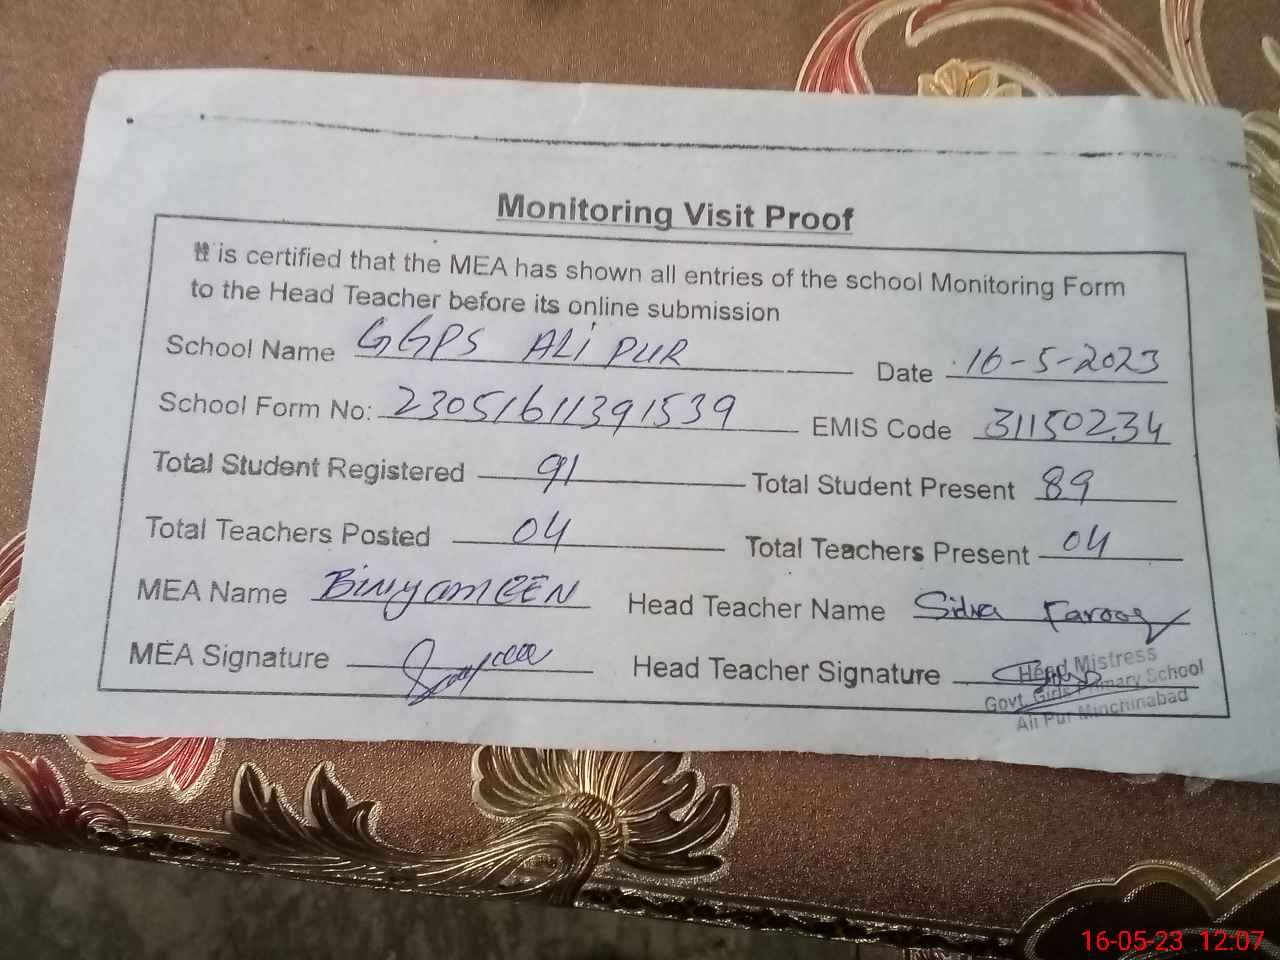 Monitoring Visit Proof
It is certified that the MEA has shown all entries of the school Monitoring Form
to the Head Teacher before its online submission
School Name GGPS ALi PUR Date 16-5-2023
School Form No: 23051611391539 EMIS Code 31150234
Total Student Registered 91 Total Student Present 89
Total Teachers Posted 04 Total Teachers Present 04
MEA Name BinyamEEN Head Teacher Name Sidra Farooq
MEA Signature Head Teacher Signature
Head Mistress
Govt. Girls Primary School
Ali Pur Minchinabad
16-05-23 12:07